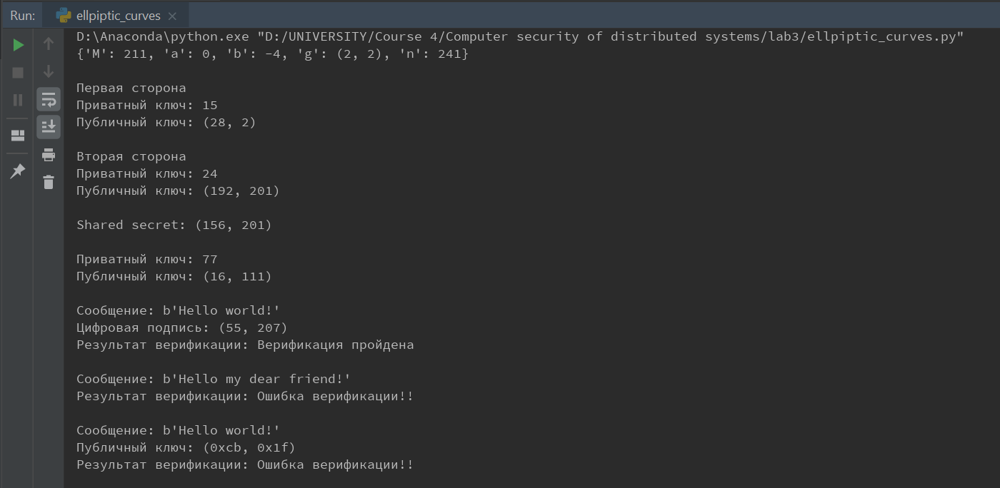 Run:
ellpiptic_curves
D:\Anaconda\python.exe "D:/UNIVERSITY/Course 4/Computer security of distributed systems/lab3/ellpiptic_curves.py"
{'M': 211, 'a': 0, 'b': -4, 'g': (2, 2), 'n': 241}
Первая сторона
Приватный ключ: 15
Публичный ключ: (28, 2)
Вторая сторона
Приватный ключ: 24
Публичный ключ: (192, 201)
Shared secret: (156, 201)
Приватный ключ: 77
Публичный ключ: (16, 111)
Сообщение: b'Hello world!'
Цифровая подпись: (55, 207)
Результат верификации: Верификация пройдена
Сообщение: b'Hello my dear friend!'
Результат верификации: Ошибка верификации!!
Сообщение: b'Hello world!'
Публичный ключ: (0xcb, 0x1f)
Результат верификации: Ошибка верификации!!